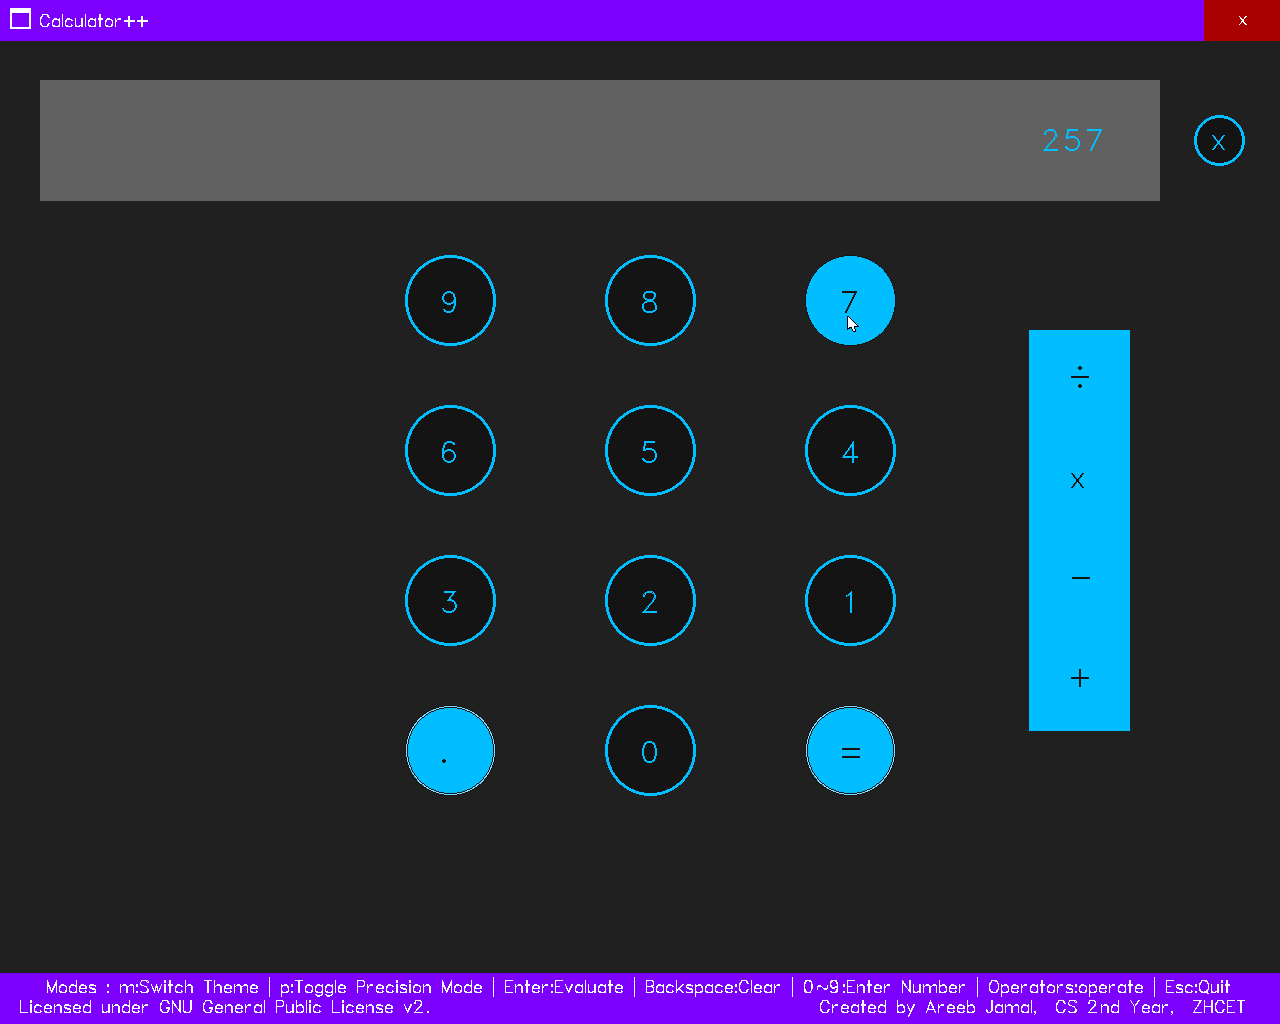 Calculator++ x
257 x
9 8 7
÷
6 5 4
x
3 2 1
−
+
. 0 =
Modes : m:Switch Theme | p:Toggle Precision Mode | Enter:Evaluate | Backspace:Clear | 0~9:Enter Number | Operators:operate | Esc:Quit
Licensed under GNU General Public License v2. Created by Areeb Jamal, CS 2nd Year, ZHCET